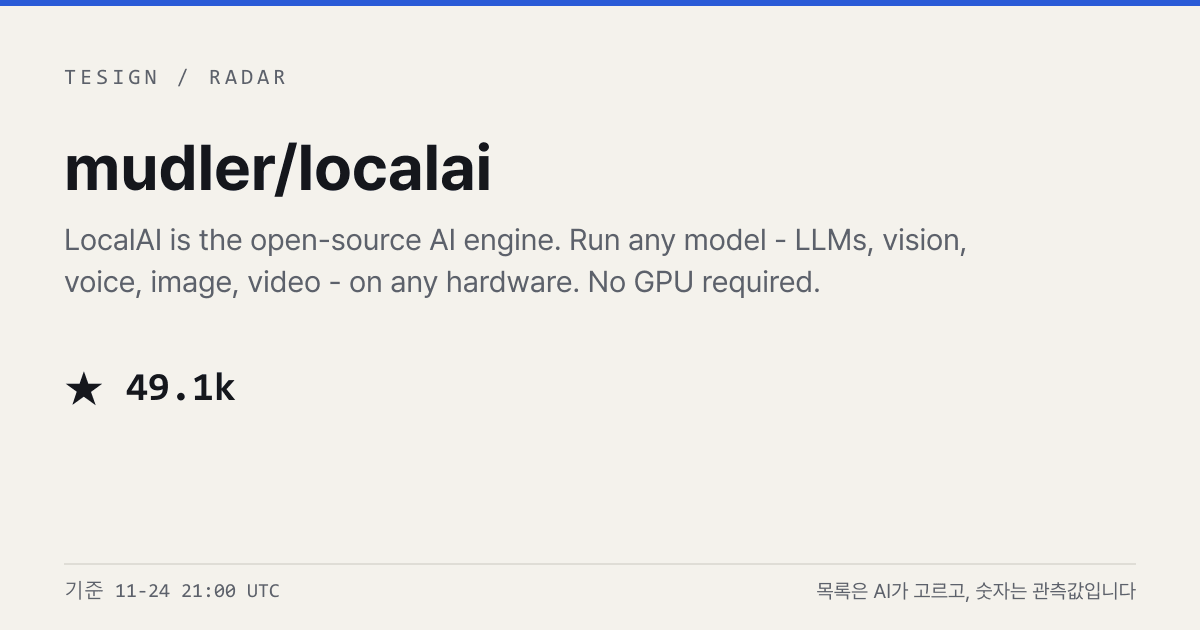 TESIGN / RADAR
mudler/localai
LocalAI is the open-source AI engine. Run any model - LLMs, vision,
voice, image, video - on any hardware. No GPU required.
★ 49.1k
기준 11-24 21:00 UTC
목록은 AI가 고르고, 숫자는 관측값입니다